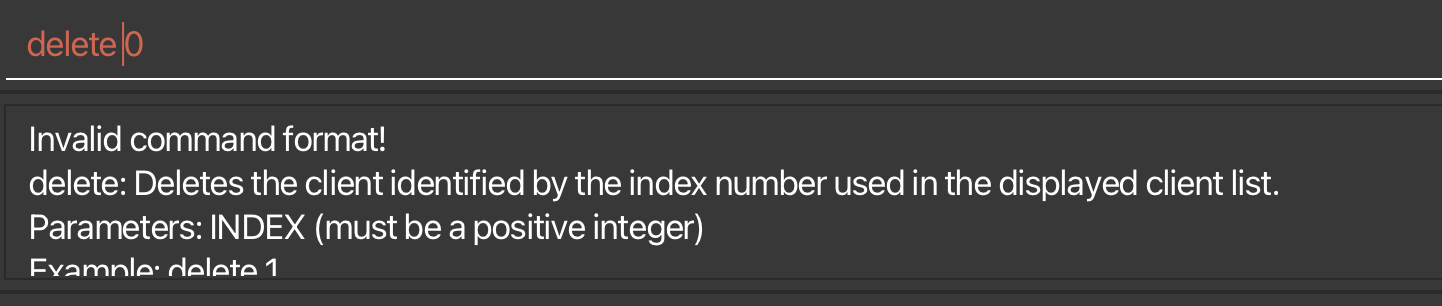 delete 0
Invalid command format!
delete: Deletes the client identified by the index number used in the displayed client list.
Parameters: INDEX (must be a positive integer)
Example: delete 1